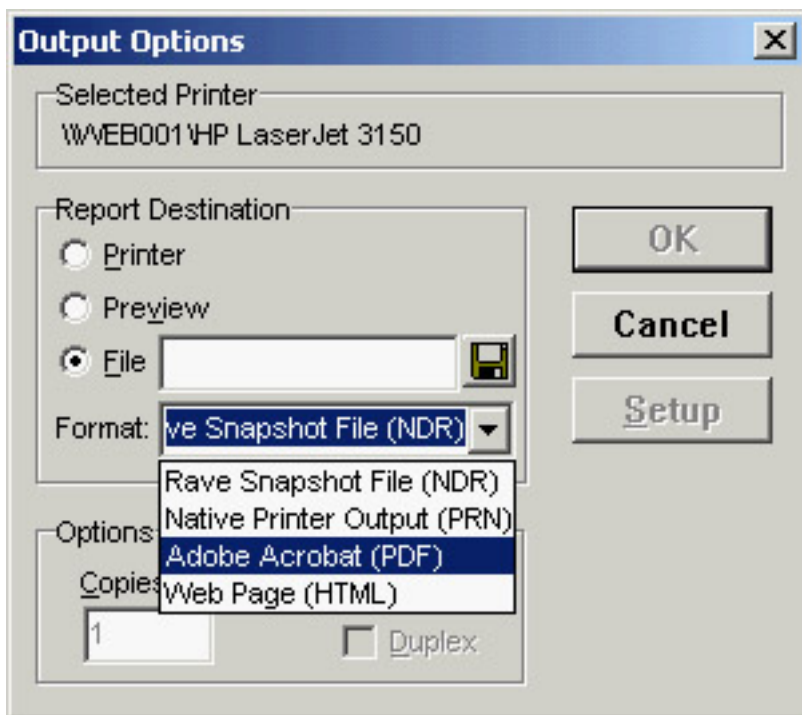 Output Options
Selected Printer
\\WEB001\HP LaserJet 3150
Report Destination
Printer
Preview
File
Format: ve Snapshot File (NDR)
Rave Snapshot File (NDR)
Native Printer Output (PRN)
Adobe Acrobat (PDF)
Web Page (HTML)
Options
Copies
1
Duplex
OK
Cancel
Setup